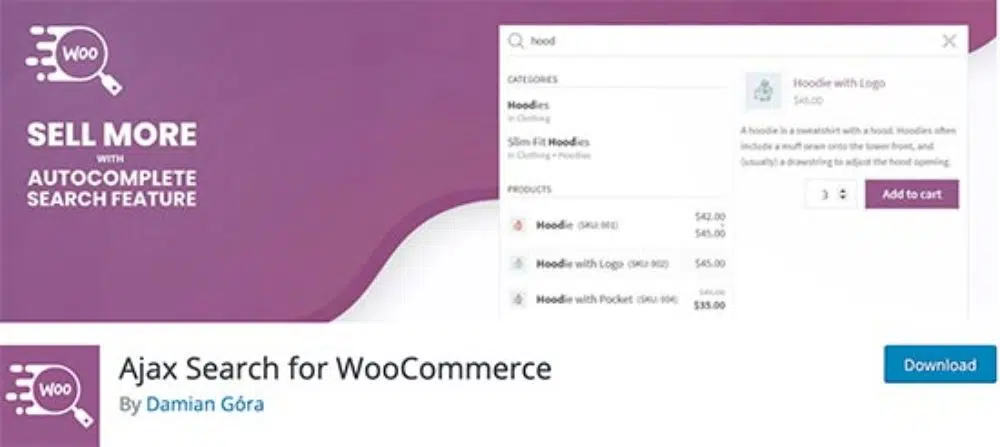 Woo
SELL MORE
WITH
AUTOCOMPLETE
SEARCH FEATURE
hood
CATEGORIES
Hoodies
in Clothing
Slim Fit Hoodies
in Clothing > Hoodies
PRODUCTS
Hoodie (SKU: 001)
$42.00
-
$45.00
Hoodie with Logo (SKU: 002)
$45.00
Hoodie with Pocket (SKU: 004)
$35.00
Hoodie with Logo
$45.00
A hoodie is a sweatshirt with a hood. Hoodies often
include a muff sewn onto the lower front, and
(usually) a drawstring to adjust the hood opening.
3
Add to cart
Woo
Ajax Search for WooCommerce
By Damian Góra
Download